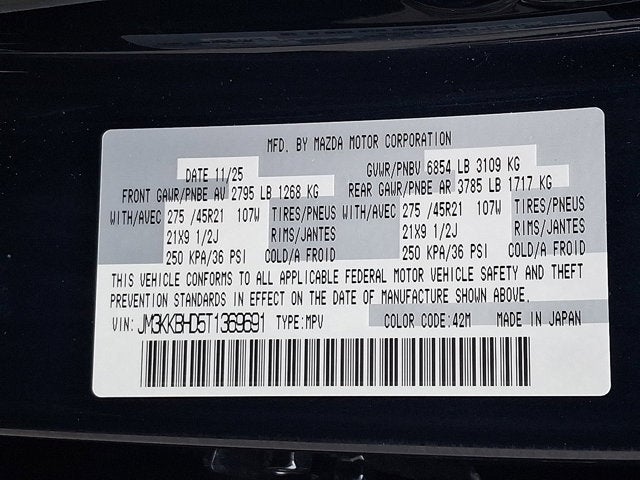 MFD. BY MAZDA MOTOR CORPORATION
DATE 11/25 GVWR/PNBV 6854 LB 3109 KG
FRONT GAWR/PNBE AV 2795 LB 1268 KG REAR GAWR/PNBE AR 3785 LB 1717 KG
WITH/AVEC 275 /45R21 107W TIRES/PNEUS WITH/AVEC 275 /45R21 107W TIRES/PNEUS
21X9 1/2J RIMS/JANTES 21X9 1/2J RIMS/JANTES
250 KPA/36 PSI COLD/A FROID 250 KPA/36 PSI COLD/A FROID
THIS VEHICLE CONFORMS TO ALL APPLICABLE FEDERAL MOTOR VEHICLE SAFETY AND THEFT
PREVENTION STANDARDS IN EFFECT ON THE DATE OF MANUFACTURE SHOWN ABOVE.
VIN: JM3KKBHD5T1369691 TYPE:MPV COLOR CODE:42M MADE IN JAPAN